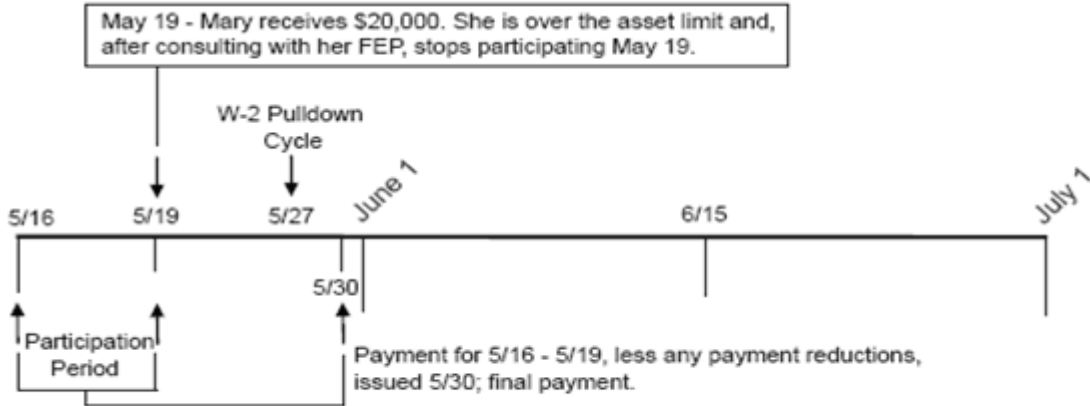 May 19 - Mary receives $20,000. She is over the asset limit and,
after consulting with her FEP, stops participating May 19.
W-2 Pulldown
Cycle
5/16
5/19
5/27
June 1
6/15
July 1
5/30
Participation
Period
Payment for 5/16 - 5/19, less any payment reductions,
issued 5/30; final payment.